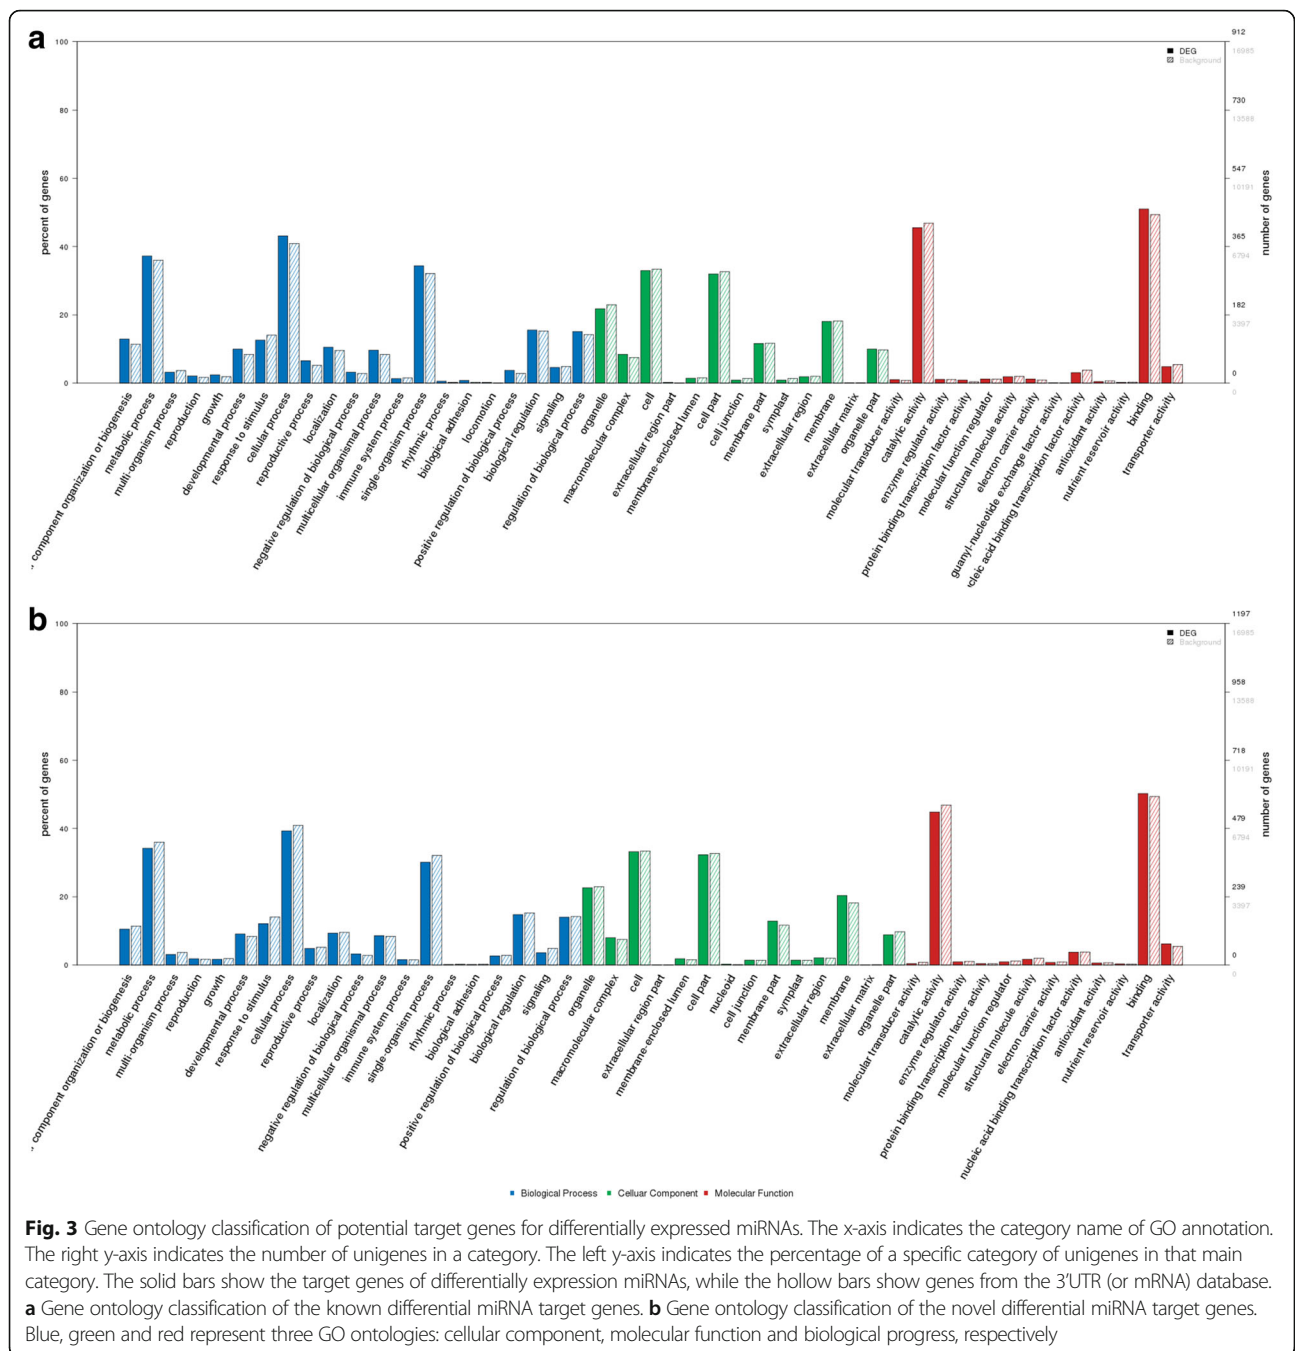 a
100
80
60
40
20
0
percent of genes
912
16985
730
13588
547
10191
365
6794
182
3397
0
0
number of genes
DEG
Background
component organization or biogenesis
metabolic process
multi-organism process
reproduction
growth
developmental process
response to stimulus
cellular process
reproductive process
localization
negative regulation of biological process
multicellular organismal process
immune system process
single-organism process
rhythmic process
biological adhesion
locomotion
positive regulation of biological process
biological regulation
signaling
regulation of biological process
organelle
macromolecular complex
cell
extracellular region part
membrane-enclosed lumen
cell part
cell junction
membrane part
symplast
extracellular region
membrane
extracellular matrix
organelle part
molecular transducer activity
catalytic activity
enzyme regulator activity
protein binding transcription factor activity
molecular function regulator
structural molecule activity
electron carrier activity
guanyl-nucleotide exchange factor activity
cleic acid binding transcription factor activity
antioxidant activity
nutrient reservoir activity
binding
transporter activity
b
100
80
60
40
20
0
percent of genes
1197
16985
958
13588
718
10191
479
6794
239
3397
0
0
number of genes
DEG
Background
component organization or biogenesis
metabolic process
multi-organism process
reproduction
growth
developmental process
response to stimulus
cellular process
reproductive process
localization
negative regulation of biological process
multicellular organismal process
immune system process
single-organism process
rhythmic process
biological adhesion
positive regulation of biological process
biological regulation
signaling
regulation of biological process
organelle
macromolecular complex
cell
extracellular region part
membrane-enclosed lumen
cell part
nucleoid
cell junction
membrane part
symplast
extracellular region
membrane
extracellular matrix
organelle part
molecular transducer activity
catalytic activity
enzyme regulator activity
protein binding transcription factor activity
molecular function regulator
structural molecule activity
electron carrier activity
nucleic acid binding transcription factor activity
antioxidant activity
nutrient reservoir activity
binding
transporter activity
Biological Process Celluar Component Molecular Function
Fig. 3 Gene ontology classification of potential target genes for differentially expressed miRNAs. The x-axis indicates the category name of GO annotation.
The right y-axis indicates the number of unigenes in a category. The left y-axis indicates the percentage of a specific category of unigenes in that main
category. The solid bars show the target genes of differentially expression miRNAs, while the hollow bars show genes from the 3'UTR (or mRNA) database.
a Gene ontology classification of the known differential miRNA target genes. b Gene ontology classification of the novel differential miRNA target genes.
Blue, green and red represent three GO ontologies: cellular component, molecular function and biological progress, respectively